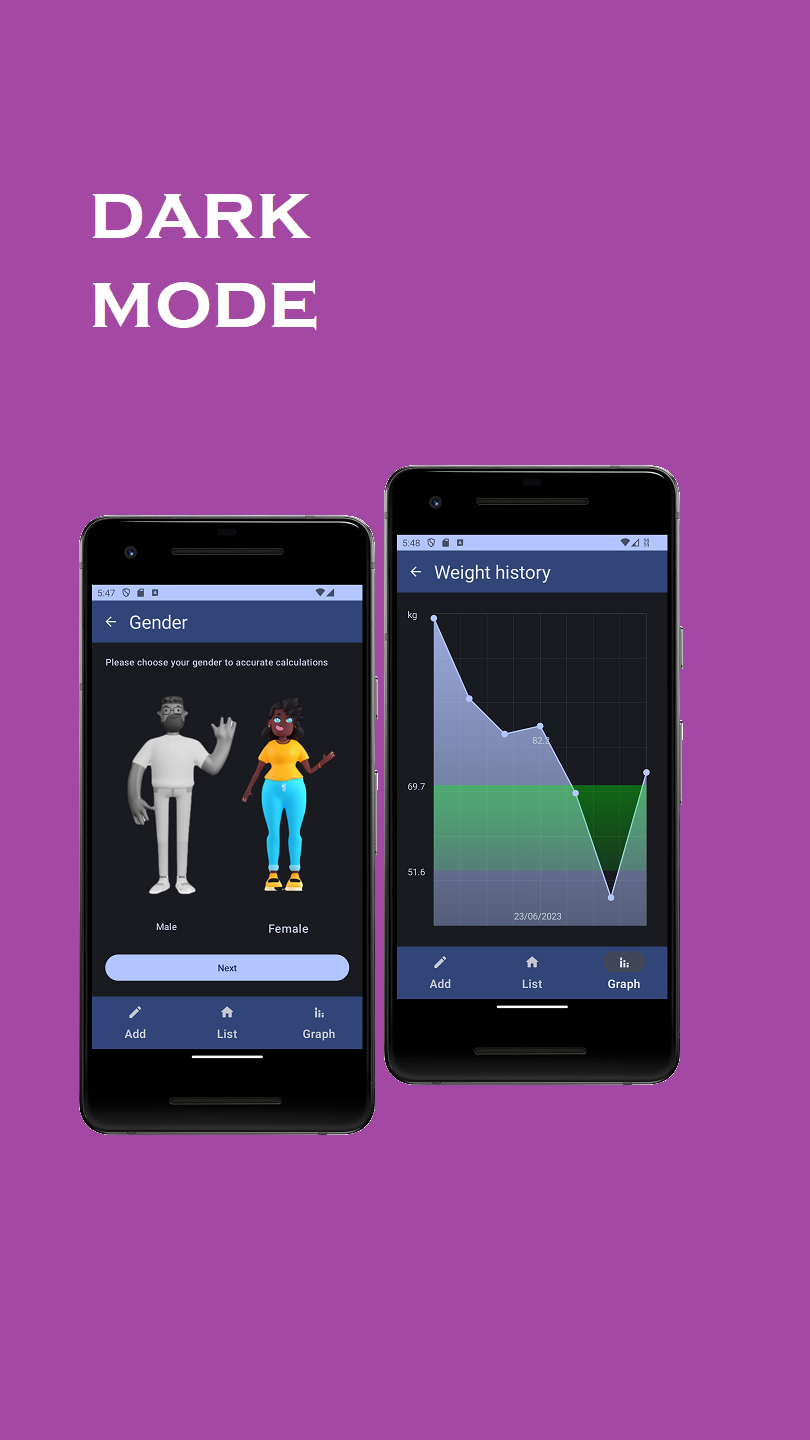 DARK
MODE
5:47
Gender
Please choose your gender to accurate calculations
Male
Female
Next
Add
List
Graph
5:48
Weight history
kg
82.2
69.7
51.6
23/06/2023
Add
List
Graph